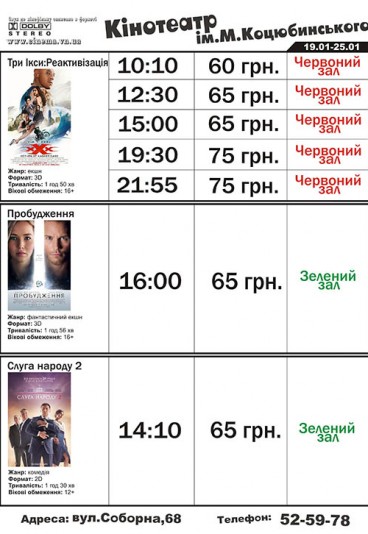 DOLBY
STEREO
www.cinema.vn.ua
Кінотеатр
ім.М.Коцюбинського
19.01-25.01
Три Ікси:Реактивізація
Жанр: екшн
Формат: 3D
Тривалість: 1 год 50 хв
Вікові обмеження: 16+
10:10 60 грн. Червоний зал
12:30 65 грн. Червоний зал
15:00 65 грн. Червоний зал
19:30 75 грн. Червоний зал
21:55 75 грн. Червоний зал
Пробудження
ПРОБУДЖЕННЯ
Жанр: фантастичний екшн
Формат: 3D
Тривалість: 1 год 56 хв
Вікові обмеження: 16+
16:00 65 грн. Зелений зал
Слуга народу 2
СЛУГА НАРОДУ
Жанр: комедія
Формат: 2D
Тривалість: 1 год 30 хв
Вікові обмеження: 12+
14:10 65 грн. Зелений зал
Адреса: вул.Соборна,68 Телефон: 52-59-78